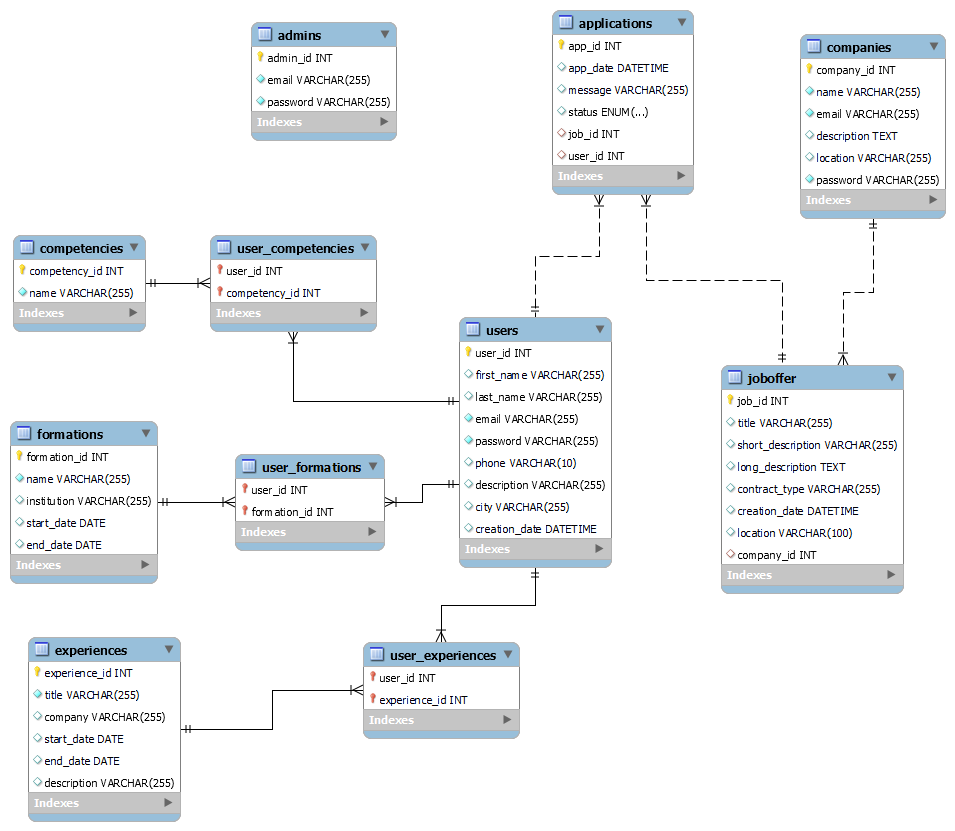 admins
admin_id INT
email VARCHAR(255)
password VARCHAR(255)
Indexes
applications
app_id INT
app_date DATETIME
message VARCHAR(255)
status ENUM(...)
job_id INT
user_id INT
Indexes
companies
company_id INT
name VARCHAR(255)
email VARCHAR(255)
description TEXT
location VARCHAR(255)
password VARCHAR(255)
Indexes
competencies
competency_id INT
name VARCHAR(255)
Indexes
user_competencies
user_id INT
competency_id INT
Indexes
users
user_id INT
first_name VARCHAR(255)
last_name VARCHAR(255)
email VARCHAR(255)
password VARCHAR(255)
phone VARCHAR(10)
description VARCHAR(255)
city VARCHAR(255)
creation_date DATETIME
Indexes
joboffer
job_id INT
title VARCHAR(255)
short_description VARCHAR(255)
long_description TEXT
contract_type VARCHAR(255)
creation_date DATETIME
location VARCHAR(100)
company_id INT
Indexes
formations
formation_id INT
name VARCHAR(255)
institution VARCHAR(255)
start_date DATE
end_date DATE
Indexes
user_formations
user_id INT
formation_id INT
Indexes
experiences
experience_id INT
title VARCHAR(255)
company VARCHAR(255)
start_date DATE
end_date DATE
description VARCHAR(255)
Indexes
user_experiences
user_id INT
experience_id INT
Indexes